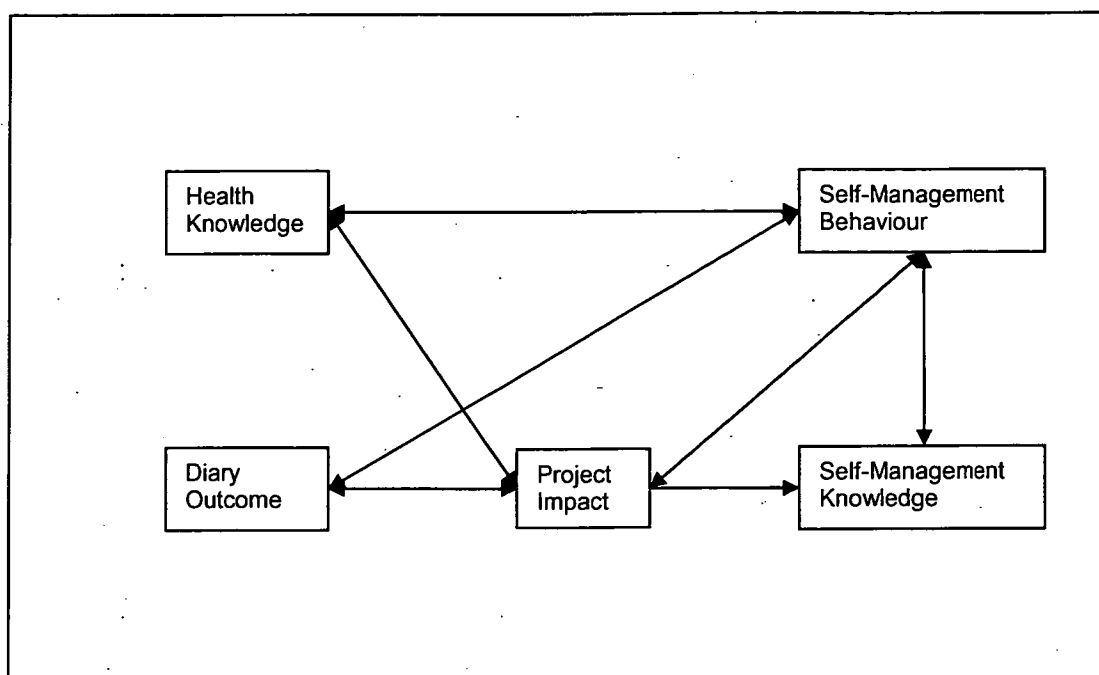 Health
Knowledge
Self-Management
Behaviour
Diary
Outcome
Project
Impact
Self-Management
Knowledge